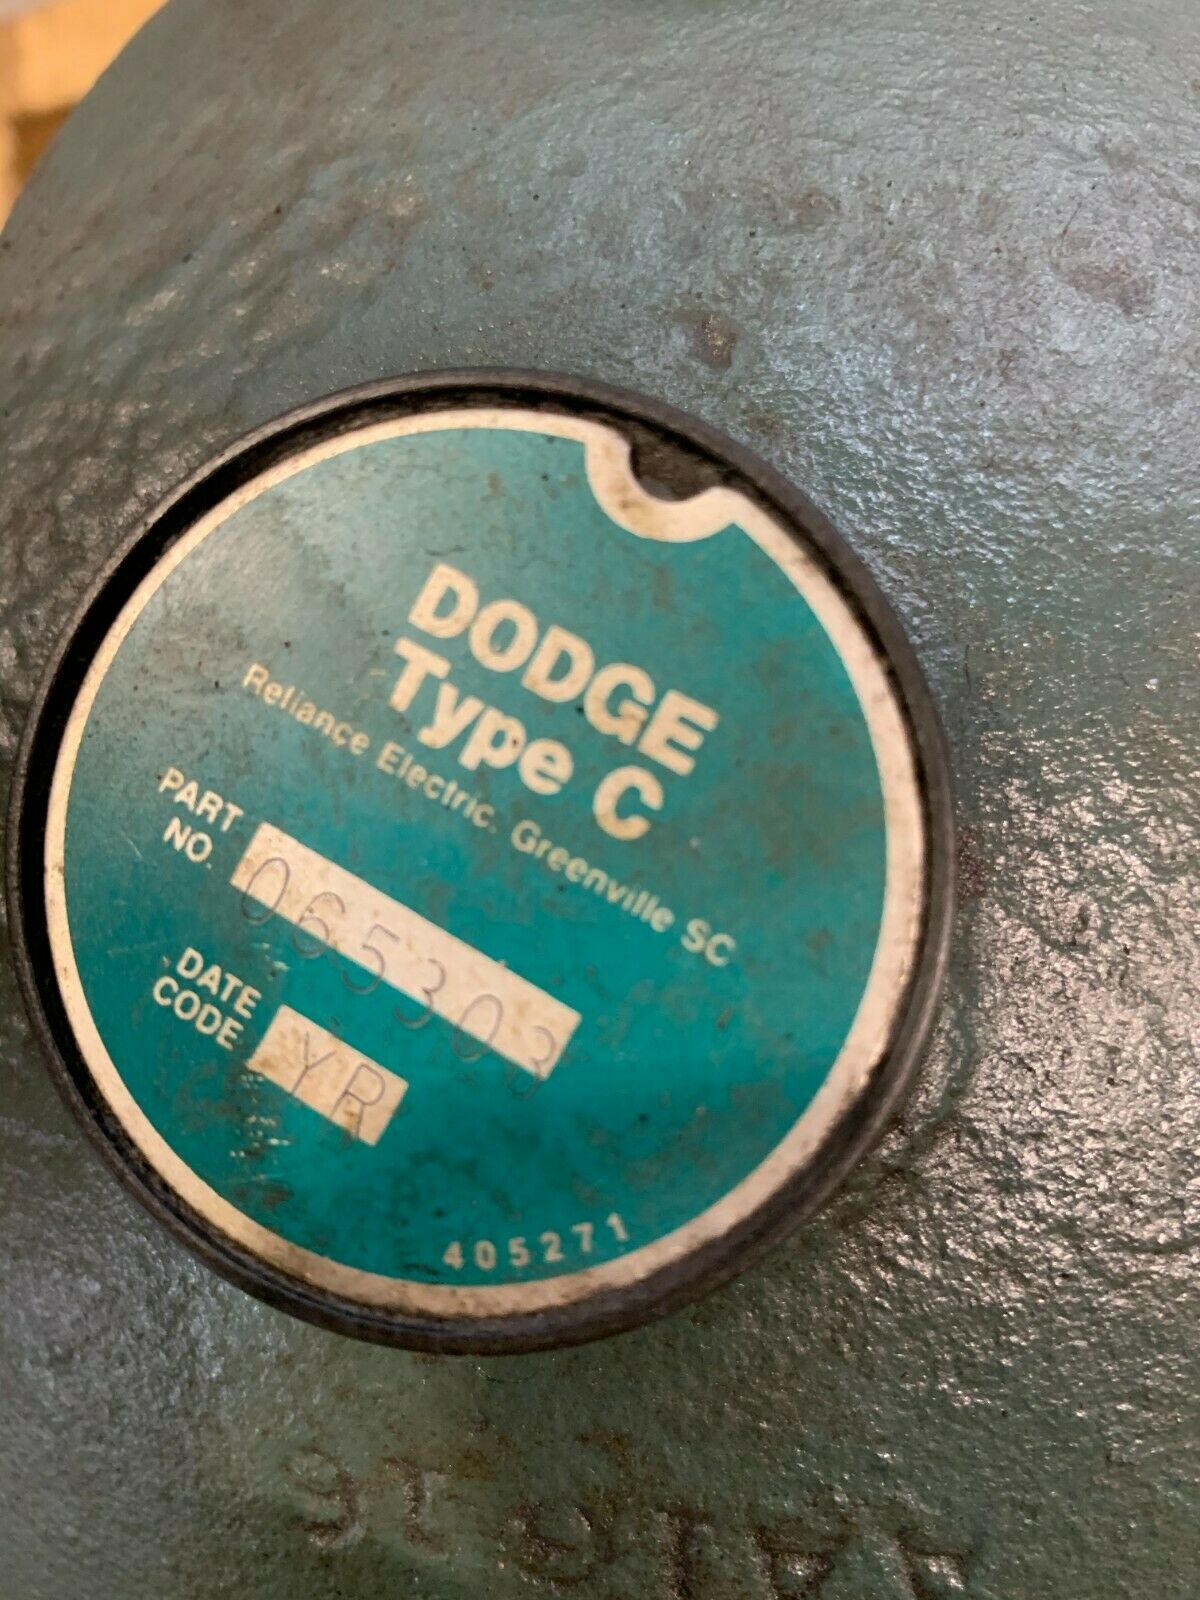 DODGE
Type C
Reliance Electric. Greenville SC
PART
NO. 065303
DATE
CODE YR
405271